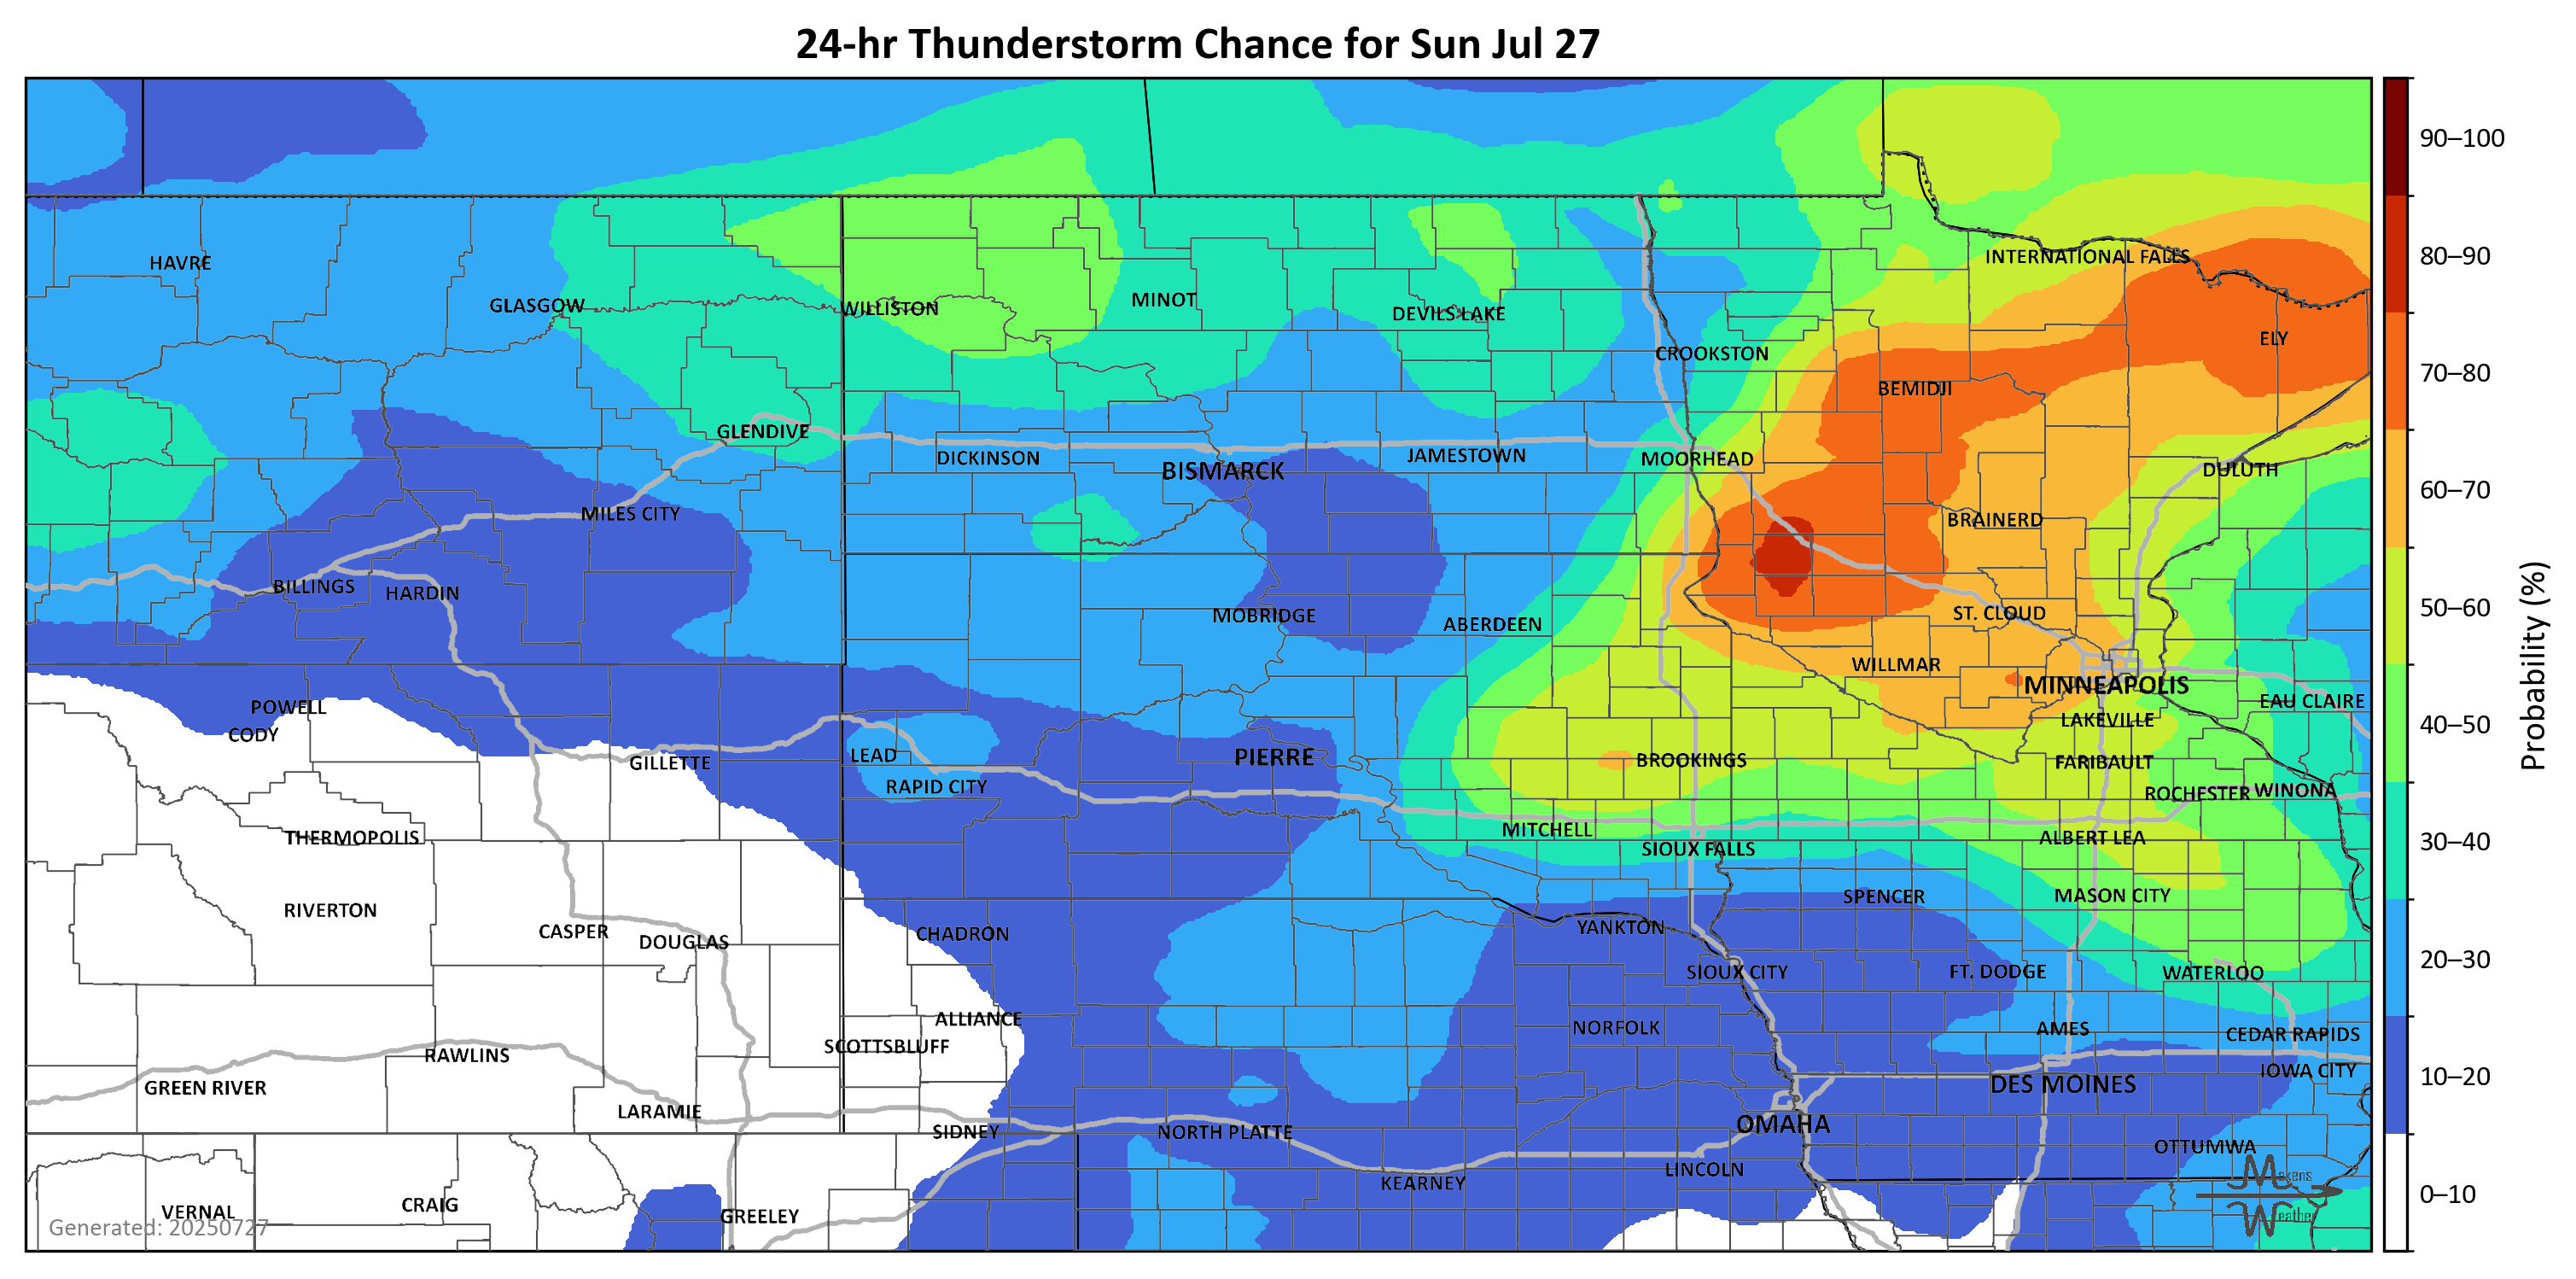 24-hr Thunderstorm Chance for Sun Jul 27
90–100
INTERNATIONAL FALLS
80–90
HAVRE
GLASGOW
WILLISTON
MINOT
DEVILS LAKE
ELY
CROOKSTON
70–80
BEMIDJI
GLENDIVE
DICKINSON
BISMARCK
JAMESTOWN
MOORHEAD
DULUTH
60–70
MILES CITY
BRAINERD
BILLINGS
HARDIN
MOBRIDGE
ABERDEEN
ST. CLOUD
50–60
WILLMAR
MINNEAPOLIS
EAU CLAIRE
POWELL
CODY
LAKEVILLE
40–50
Probability (%)
GILLETTE
LEAD
PIERRE
BROOKINGS
FARIBAULT
RAPID CITY
ROCHESTER
WINONA
THERMOPOLIS
MITCHELL
ALBERT LEA
30–40
SIOUX FALLS
RIVERTON
SPENCER
MASON CITY
CASPER
DOUGLAS
CHADRON
YANKTON
20–30
SIOUX CITY
FT. DODGE
WATERLOO
ALLIANCE
NORFOLK
AMES
CEDAR RAPIDS
SCOTTSBLUFF
RAWLINS
IOWA CITY
10–20
GREEN RIVER
DES MOINES
LARAMIE
SIDNEY
NORTH PLATTE
OMAHA
OTTUMWA
LINCOLN
KEARNEY
Makens
0–10
VERNAL
CRAIG
GREELEY
Weather
Generated: 20250727